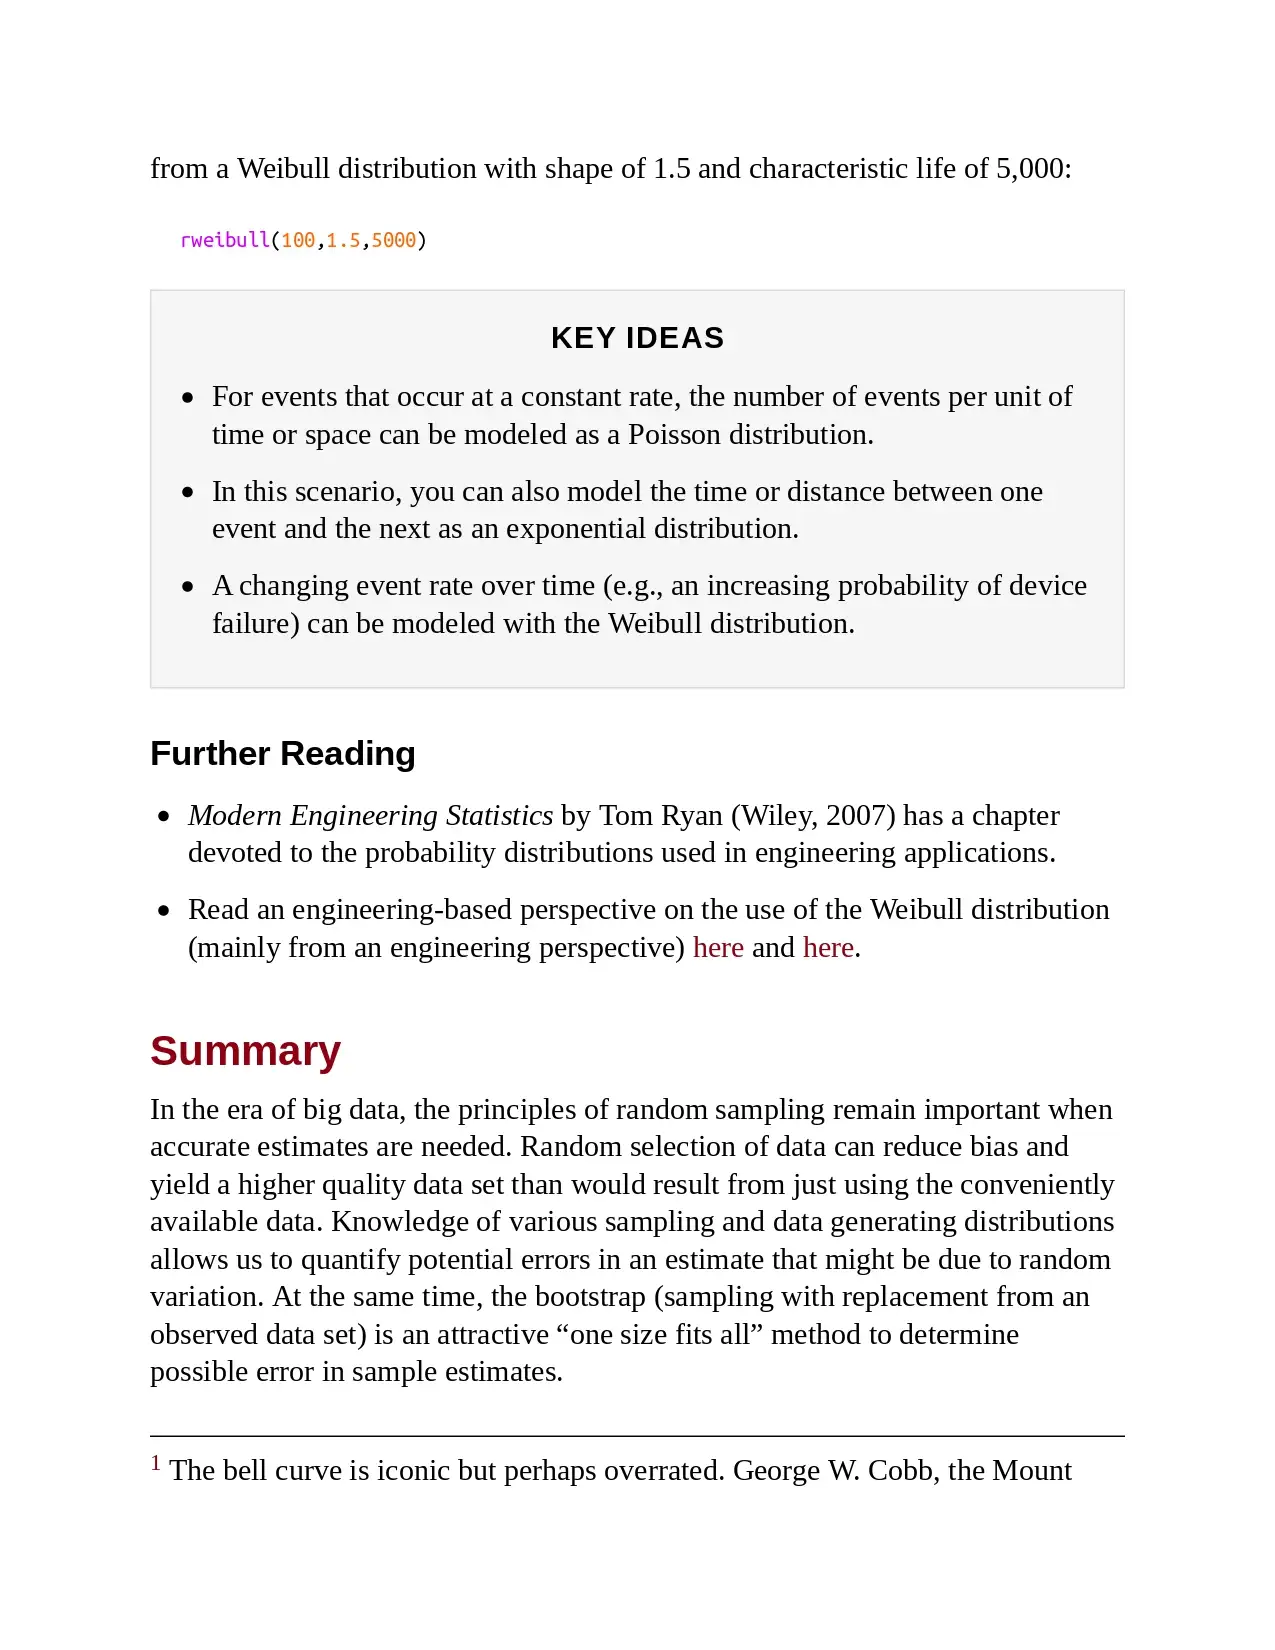 from a Weibull distribution with shape of 1.5 and characteristic life of 5,000:
rweibull(100,1.5,5000)
KEY IDEAS
• For events that occur at a constant rate, the number of events per unit of
time or space can be modeled as a Poisson distribution.
• In this scenario, you can also model the time or distance between one
event and the next as an exponential distribution.
• A changing event rate over time (e.g., an increasing probability of device
failure) can be modeled with the Weibull distribution.
Further Reading
• Modern Engineering Statistics by Tom Ryan (Wiley, 2007) has a chapter
devoted to the probability distributions used in engineering applications.
• Read an engineering-based perspective on the use of the Weibull distribution
(mainly from an engineering perspective) here and here.
Summary
In the era of big data, the principles of random sampling remain important when
accurate estimates are needed. Random selection of data can reduce bias and
yield a higher quality data set than would result from just using the conveniently
available data. Knowledge of various sampling and data generating distributions
allows us to quantify potential errors in an estimate that might be due to random
variation. At the same time, the bootstrap (sampling with replacement from an
observed data set) is an attractive “one size fits all” method to determine
possible error in sample estimates.
1 The bell curve is iconic but perhaps overrated. George W. Cobb, the Mount